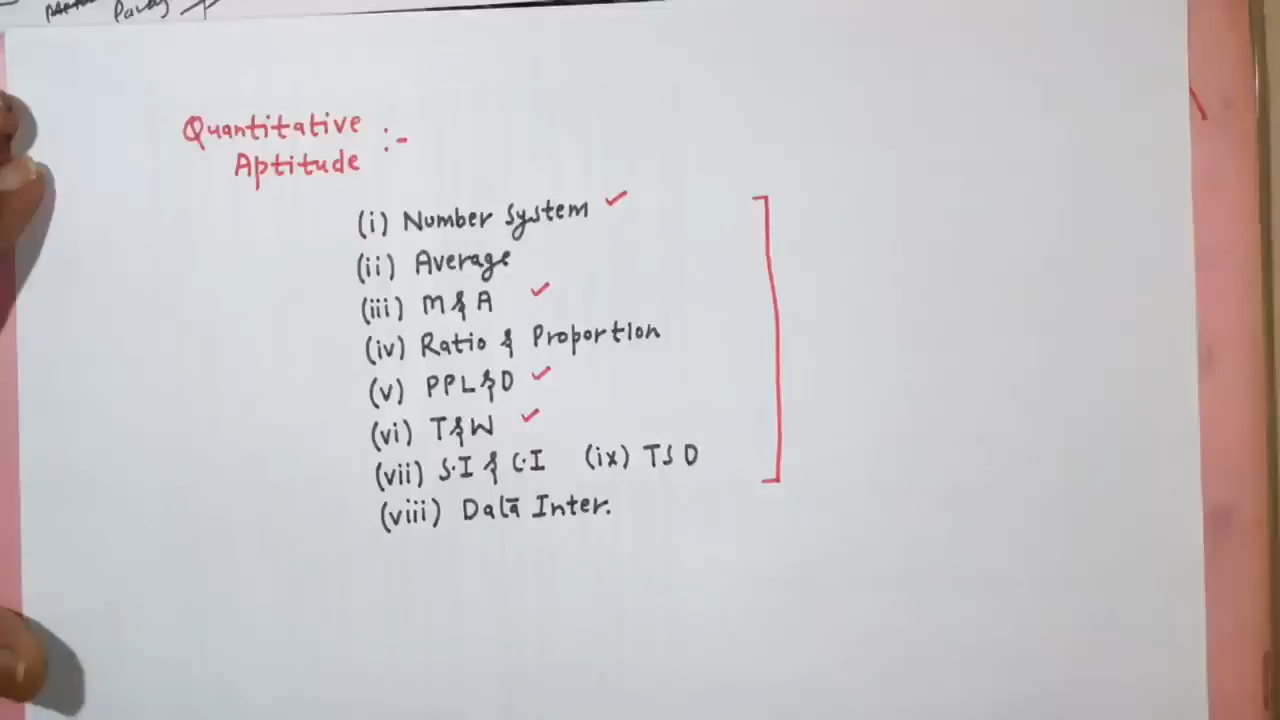 Quantitative
Aptitude :-
(i) Number System ✓
(ii) Average
(iii) M & A ✓
(iv) Ratio & Proportion
(v) PPL & D ✓
(vi) T & W ✓
(vii) S.I & C.I (ix) TSD
(viii) Data Inter.